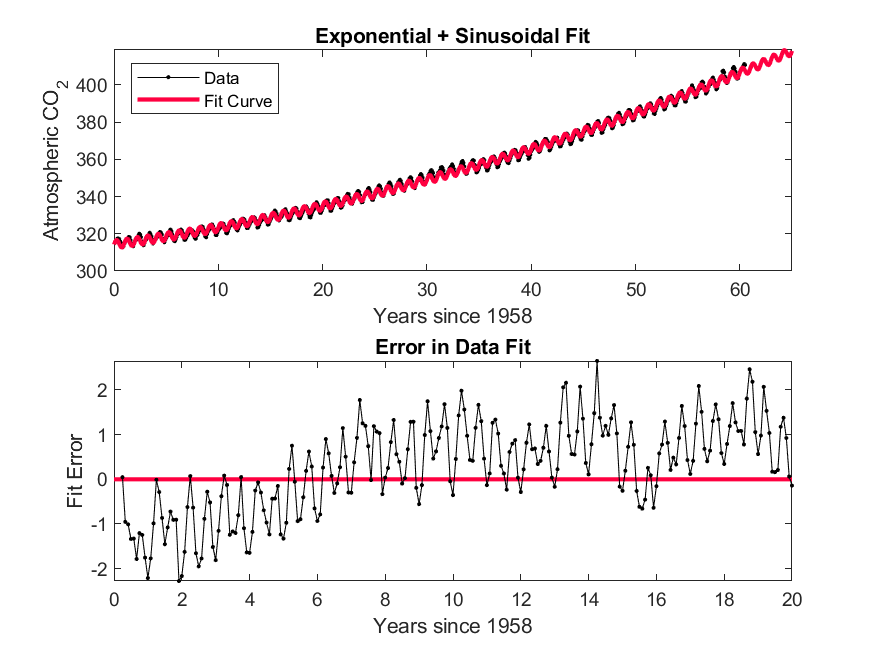 Exponential + Sinusoidal Fit
Atmospheric CO2
400
380
360
340
320
300
Data
Fit Curve
0 10 20 30 40 50 60
Years since 1958
Error in Data Fit
Fit Error
2
1
0
-1
-2
0 2 4 6 8 10 12 14 16 18 20
Years since 1958